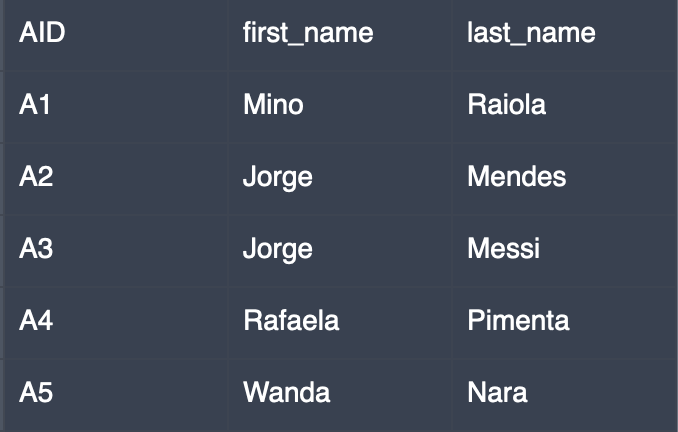 AID first_name last_name
A1 Mino Raiola
A2 Jorge Mendes
A3 Jorge Messi
A4 Rafaela Pimenta
A5 Wanda Nara